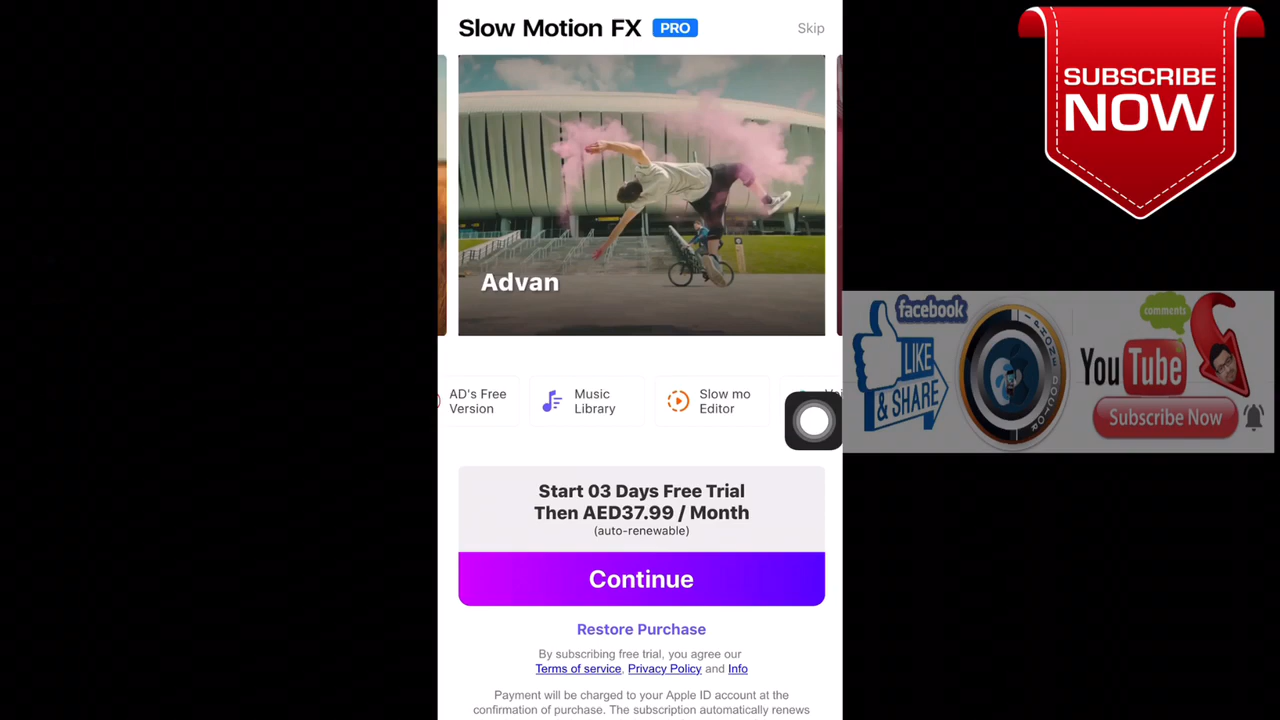 Slow Motion FX PRO
Skip
Advan
AD's Free
Version
Music
Library
Slow mo
Editor
Start 03 Days Free Trial
Then AED37.99 / Month
(auto-renewable)
Continue
Restore Purchase
By subscribing free trial, you agree our
Terms of service, Privacy Policy and Info
Payment will be charged to your Apple ID account at the
confirmation of purchase. The subscription automatically renews
SUBSCRIBE
NOW
facebook
LIKE
& SHARE
IPHONE DOCTOR
comments
YouTube
Subscribe Now